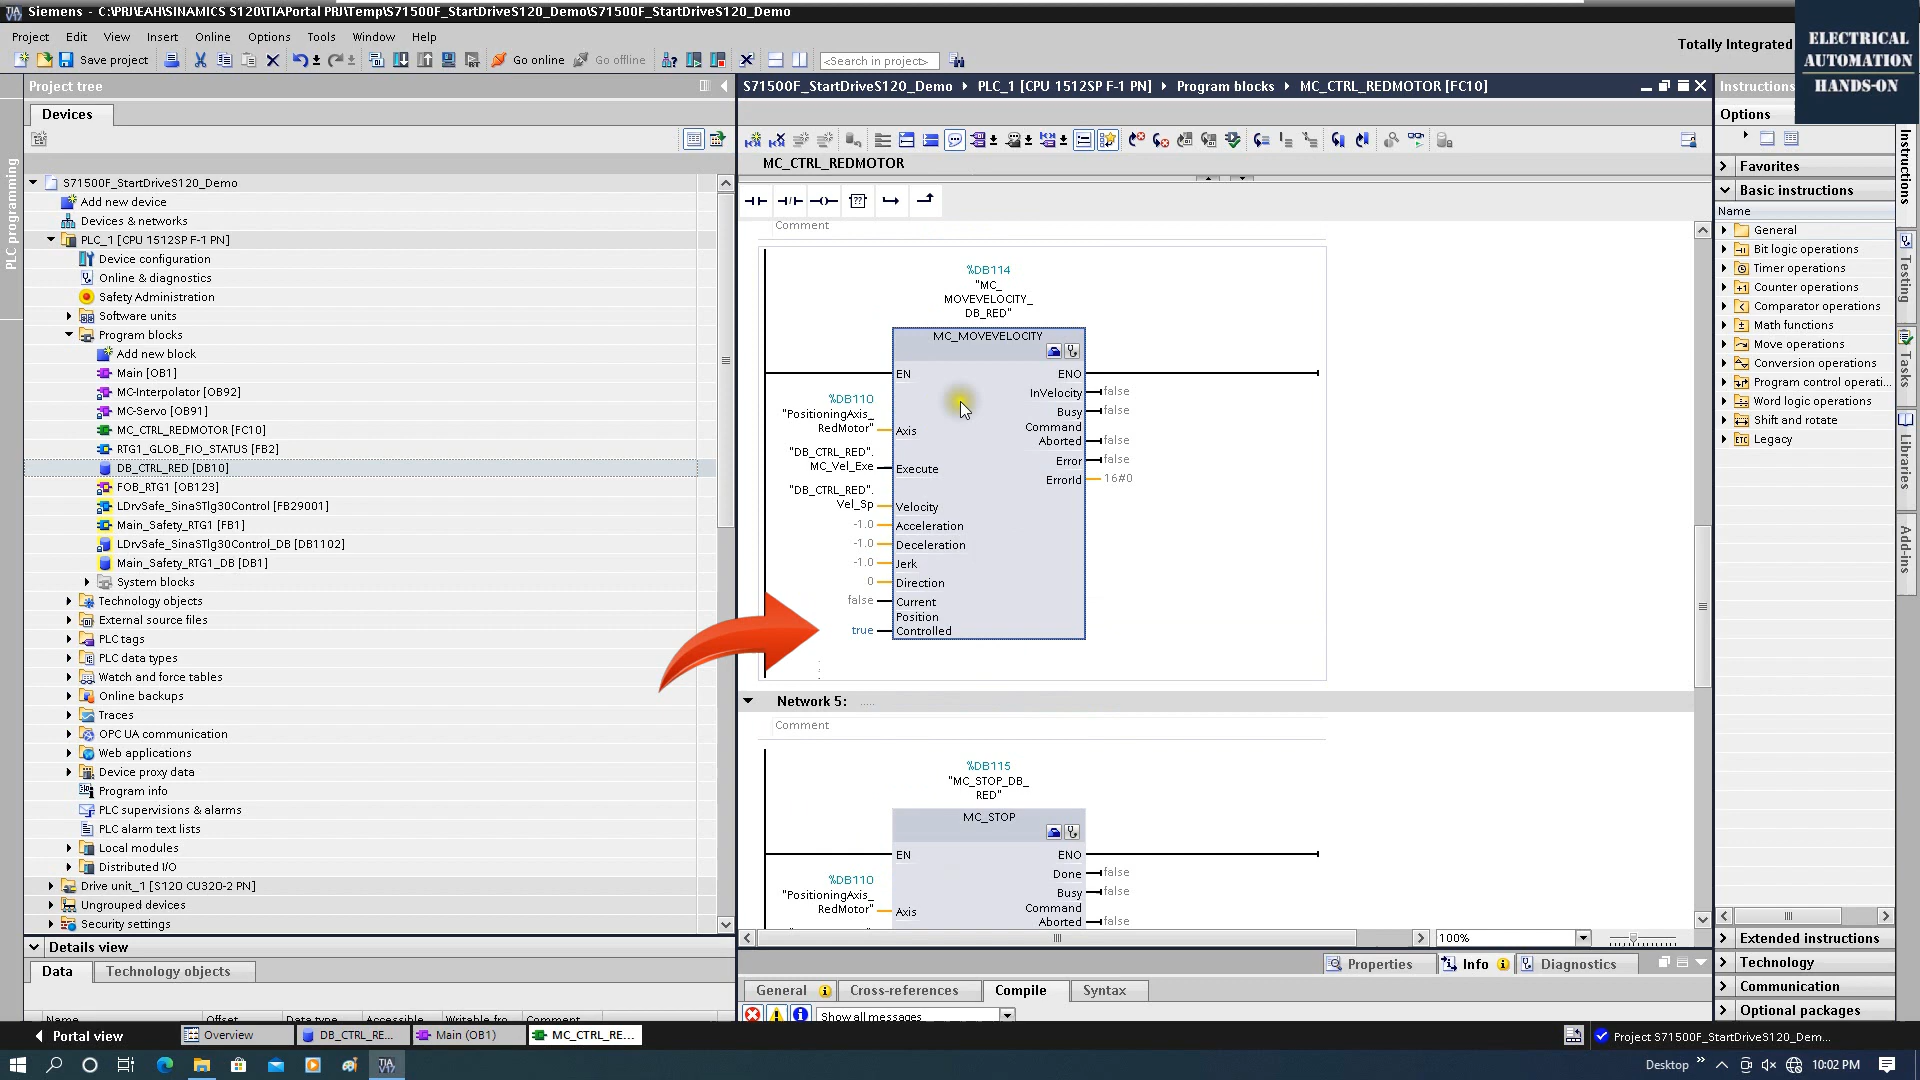 Siemens - C:\PRJ\EAH\SINAMICS S120\TIAPortal PRJ\Temp\S71500F_StartDriveS120_Demo\S71500F_StartDriveS120_Demo
Project Edit View Insert Online Options Tools Window Help
Totally Integrated
ELECTRICAL
AUTOMATION
HANDS-ON
Save project
Go online
Go offline
<Search in project>
Project tree
Devices
PLC programming
S71500F_StartDriveS120_Demo
Add new device
Devices & networks
PLC_1 [CPU 1512SP F-1 PN]
Device configuration
Online & diagnostics
Safety Administration
Software units
Program blocks
Add new block
Main [OB1]
MC-Interpolator [OB92]
MC-Servo [OB91]
MC_CTRL_REDMOTOR [FC10]
RTG1_GLOB_FIO_STATUS [FB2]
DB_CTRL_RED [DB10]
FOB_RTG1 [OB123]
LDrvSafe_SinaSTlg30Control [FB29001]
Main_Safety_RTG1 [FB1]
LDrvSafe_SinaSTlg30Control_DB [DB1102]
Main_Safety_RTG1_DB [DB1]
System blocks
Technology objects
External source files
PLC tags
PLC data types
Watch and force tables
Online backups
Traces
OPC UA communication
Web applications
Device proxy data
Program info
PLC supervisions & alarms
PLC alarm text lists
Local modules
Distributed I/O
Drive unit_1 [S120 CU320-2 PN]
Ungrouped devices
Security settings
Details view
Data
Technology objects
Name Offset Data type Accessible Writable fro Comment
S71500F_StartDriveS120_Demo PLC_1 [CPU 1512SP F-1 PN] Program blocks MC_CTRL_REDMOTOR [FC10]
MC_CTRL_REDMOTOR
Comment
%DB114
"MC_
MOVEVELOCITY_
DB_RED"
MC_MOVEVELOCITY
EN ENO
InVelocity false
Busy false
Command
Aborted false
Error false
ErrorId 16#0
%DB110
"PositioningAxis_
RedMotor" Axis
"DB_CTRL_RED".
MC_Vel_Exe Execute
"DB_CTRL_RED".
Vel_Sp Velocity
-1.0 Acceleration
-1.0 Deceleration
-1.0 Jerk
0 Direction
false Current
Position
true Controlled
Network 5: .....
Comment
%DB115
"MC_STOP_DB_
RED"
MC_STOP
EN ENO
Done false
Busy false
Command
Aborted false
%DB110
"PositioningAxis_
RedMotor" Axis
100%
Properties
Info
Diagnostics
General
Cross-references
Compile
Syntax
Show all messages
Instructions
Options
Favorites
Basic instructions
Name
General
Bit logic operations
Timer operations
Counter operations
Comparator operations
Math functions
Move operations
Conversion operations
Program control operati...
Word logic operations
Shift and rotate
Legacy
Extended instructions
Technology
Communication
Optional packages
Instructions
Testing
Tasks
Libraries
Add-ins
Portal view
Overview
DB_CTRL_RE...
Main (OB1)
MC_CTRL_RE...
Project S71500F_StartDriveS120_Dem...
Desktop
10:02 PM